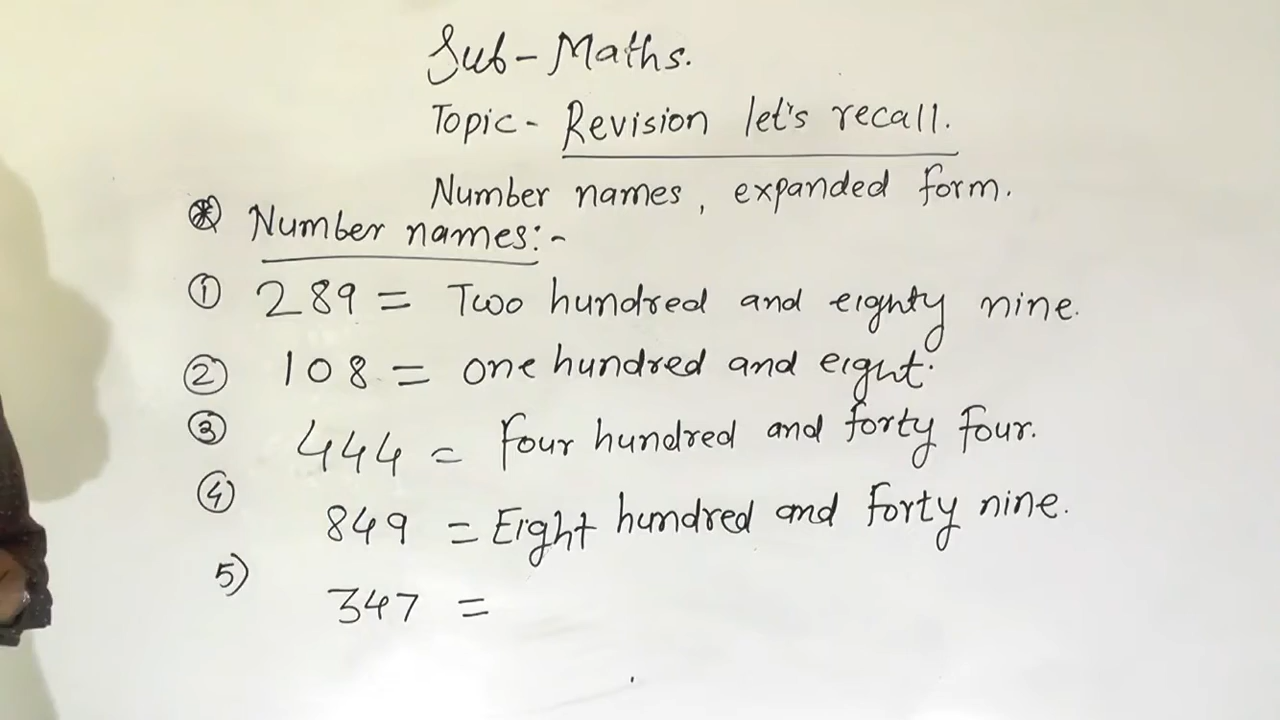 Sub- Maths.
Topic- Revision let's recall.
Number names, expanded form.
* Number names:-
① 289 = Two hundred and eighty nine.
② 108 = one hundred and eight.
③ 444 = four hundred and forty four.
④ 849 = Eight hundred and forty nine.
5) 347 =